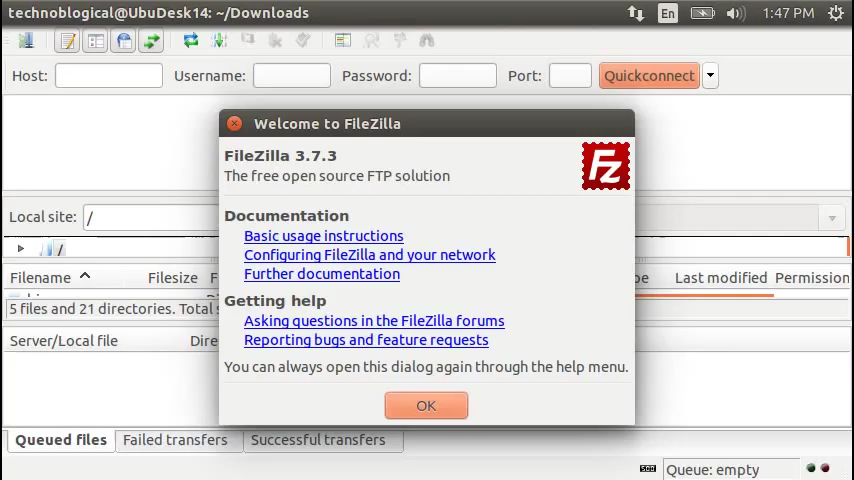 technoblogical@UbuDesk14: ~/Downloads En 1:47 PM
Host: Username: Password: Port: Quickconnect
Welcome to FileZilla
FileZilla 3.7.3
The free open source FTP solution
Fz
Local site: /
Documentation
Basic usage instructions
/
Configuring FileZilla and your network
Further documentation
Filename Filesize Last modified Permission
Getting help
5 files and 21 directories. Total
Asking questions in the FileZilla forums
Reporting bugs and feature requests
Server/Local file
You can always open this dialog again through the help menu.
OK
Queued files Failed transfers Successful transfers
Queue: empty